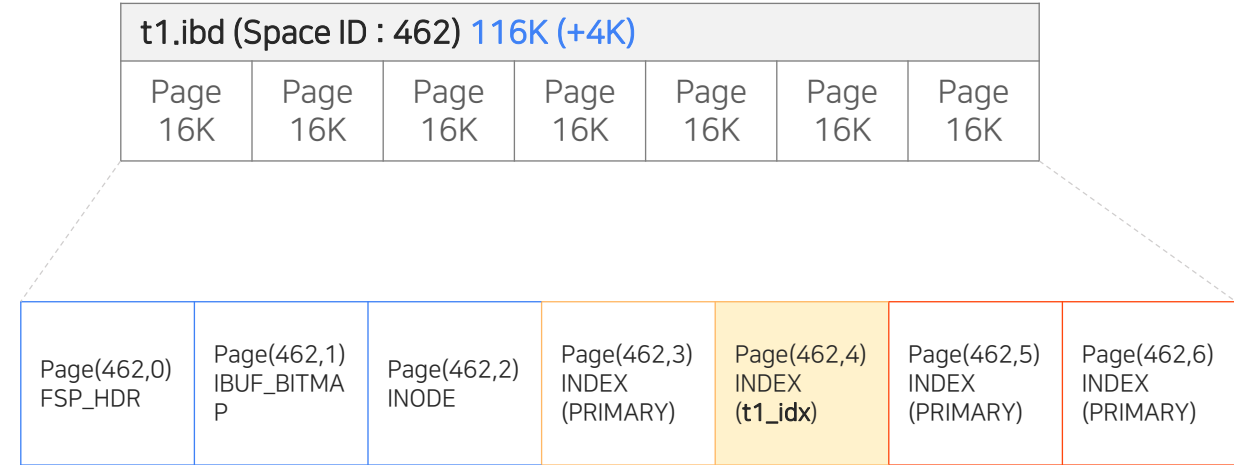 t1.ibd (Space ID : 462) 116K (+4K)
Page
16K
Page
16K
Page
16K
Page
16K
Page
16K
Page
16K
Page
16K
Page(462,0)
FSP_HDR
Page(462,1)
IBUF_BITMA
P
Page(462,2)
INODE
Page(462,3)
INDEX
(PRIMARY)
Page(462,4)
INDEX
(t1_idx)
Page(462,5)
INDEX
(PRIMARY)
Page(462,6)
INDEX
(PRIMARY)